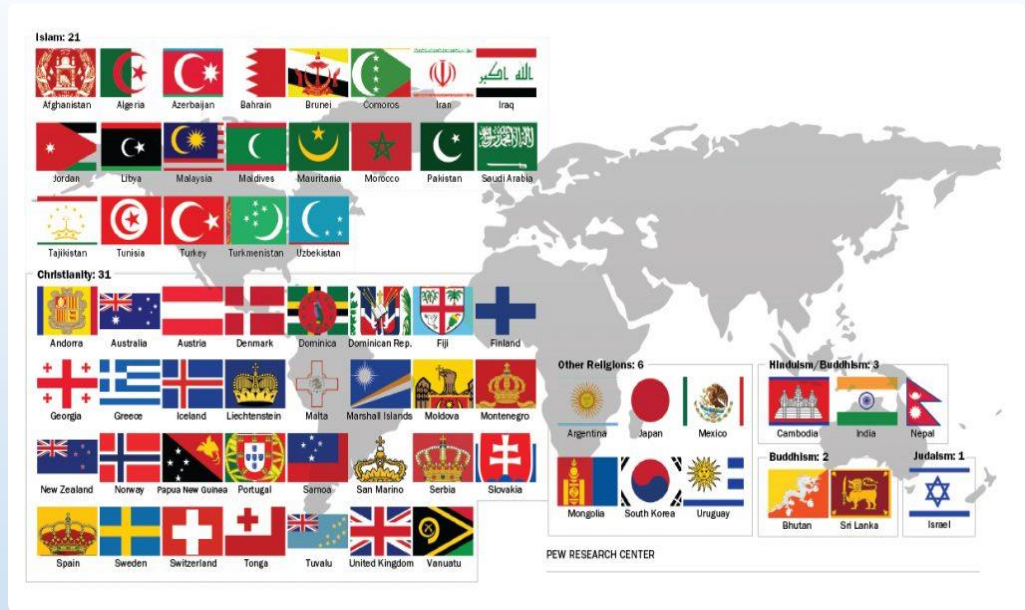 Islam: 21
Afghanistan Algeria Azerbaijan Bahrain Brunei Comoros Iran Iraq
Jordan Libya Malaysia Maldives Mauritania Morocco Pakistan Saudi Arabia
Tajikistan Tunisia Turkey Turkmenistan Uzbekistan
Christianity: 31
Andorra Australia Austria Denmark Dominica Dominican Rep. Fiji Finland
Georgia Greece Iceland Liechtenstein Malta Marshall Islands Moldova Montenegro
New Zealand Norway Papua New Guinea Portugal Samoa San Marino Serbia Slovakia
Spain Sweden Switzerland Tonga Tuvalu United Kingdom Vanuatu
Other Religions: 6
Argentina Japan Mexico
Mongolia South Korea Uruguay
Hinduism/Buddhism: 3
Cambodia India Nepal
Buddhism: 2
Bhutan Sri Lanka
Judaism: 1
Israel
PEW RESEARCH CENTER